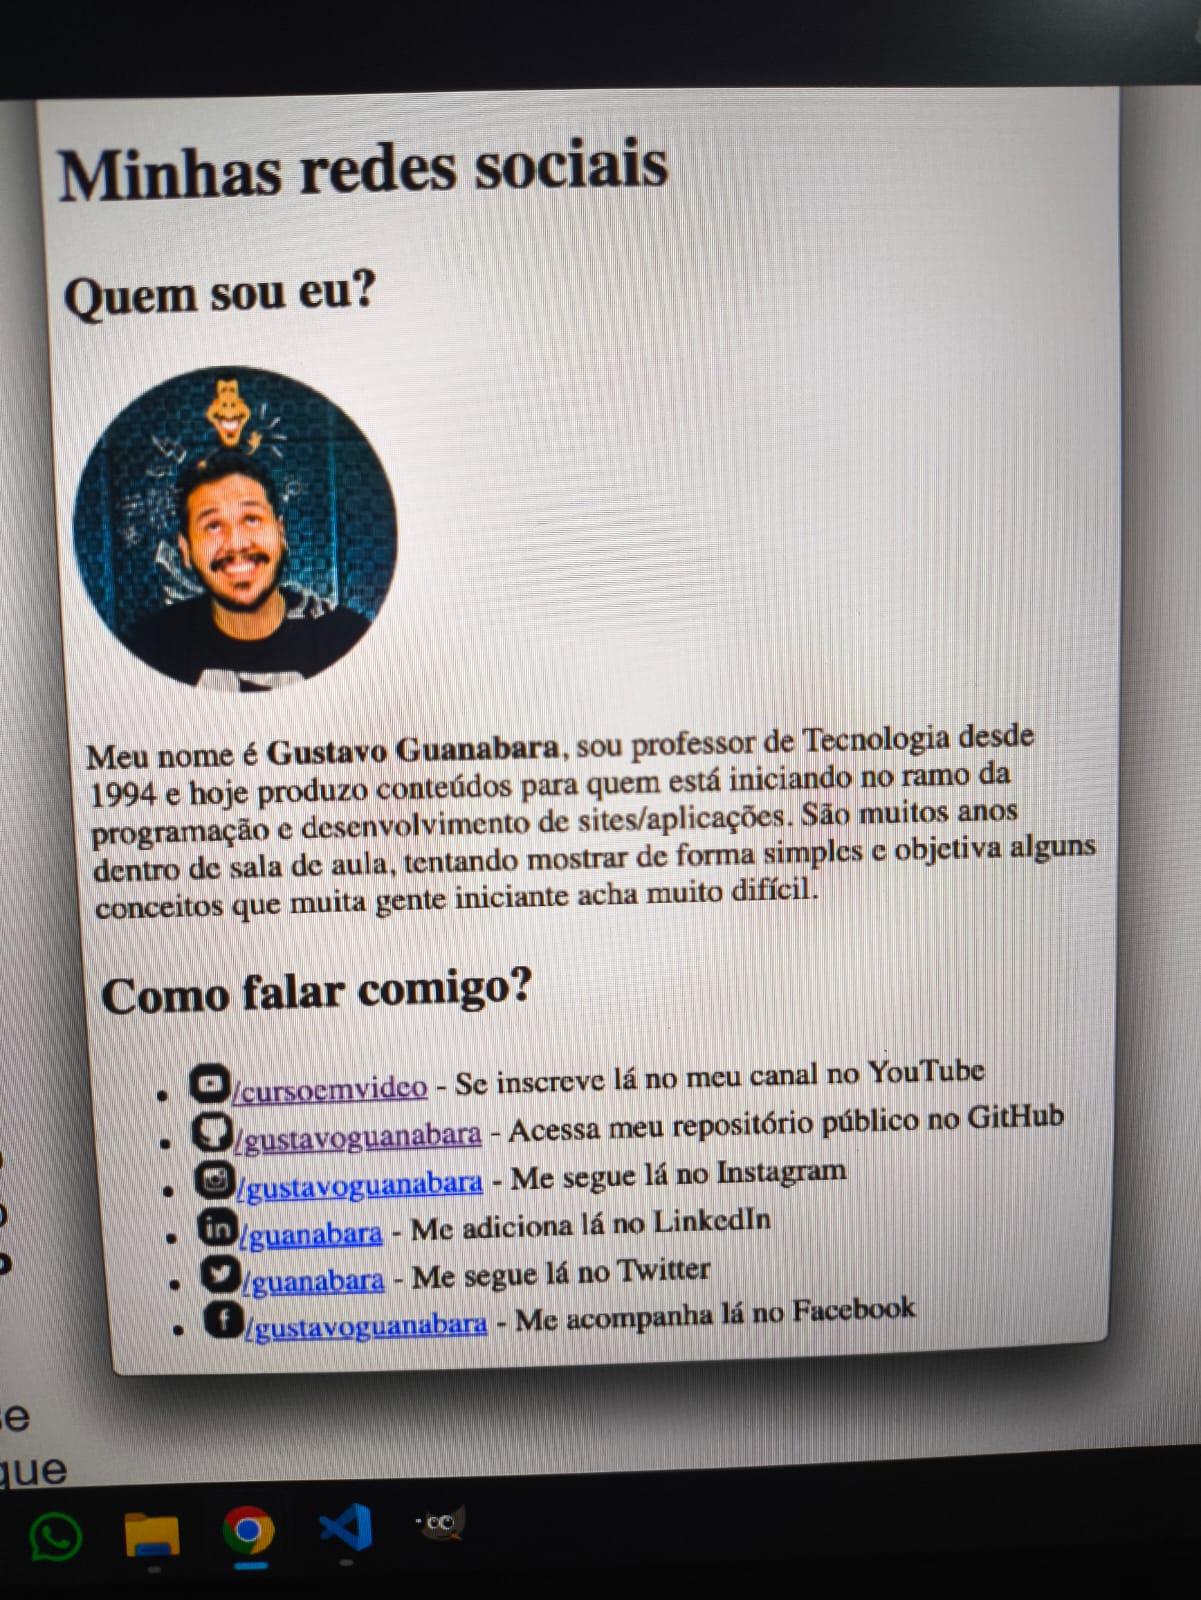 Minhas redes sociais
Quem sou eu?
Meu nome é Gustavo Guanabara, sou professor de Tecnologia desde
1994 e hoje produzo conteúdos para quem está iniciando no ramo da
programação e desenvolvimento de sites/aplicações. São muitos anos
dentro de sala de aula, tentando mostrar de forma simples e objetiva alguns
conceitos que muita gente iniciante acha muito difícil.
Como falar comigo?
/cursoemvideo - Se inscreve lá no meu canal no YouTube
/gustavoguanabara - Acessa meu repositório público no GitHub
/gustavoguanabara - Me segue lá no Instagram
in /guanabara - Me adiciona lá no LinkedIn
/guanabara - Me segue lá no Twitter
f /gustavoguanabara - Me acompanha lá no Facebook